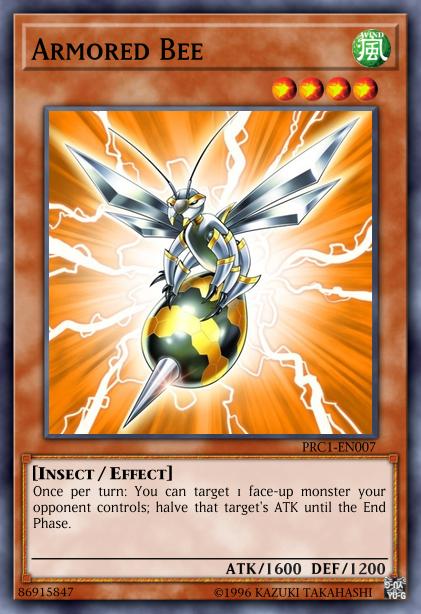 Armored Bee
WIND
風
PRC1-EN007
[Insect / Effect]
Once per turn: You can target 1 face-up monster your
opponent controls; halve that target's ATK until the End
Phase.
ATK/1600 DEF/1200
86915847
©1996 KAZUKI TAKAHASHI